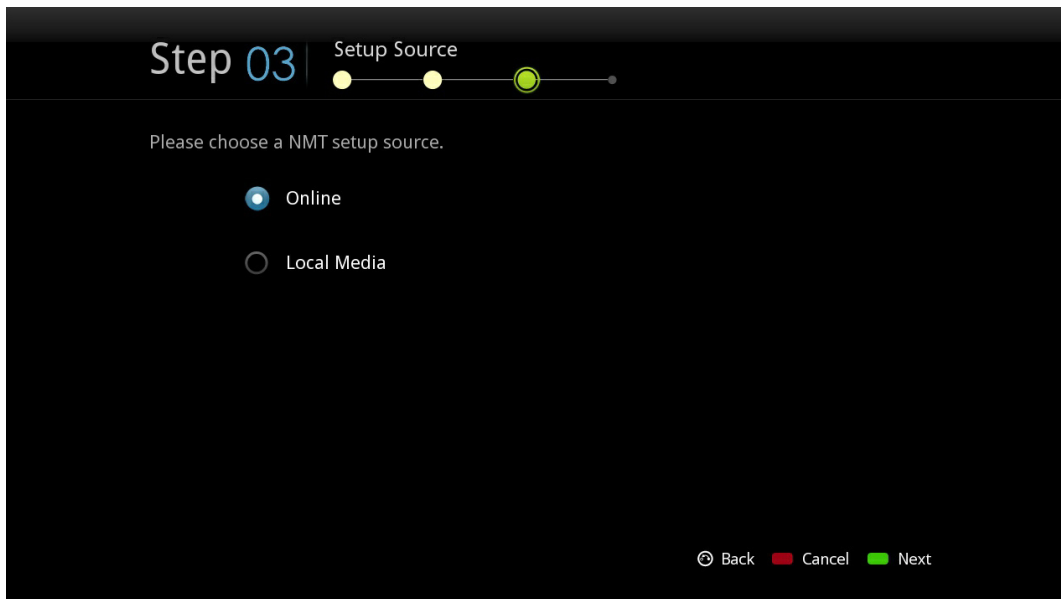 Step 03
Setup Source
Please choose a NMT setup source.
Online
Local Media
Back Cancel Next